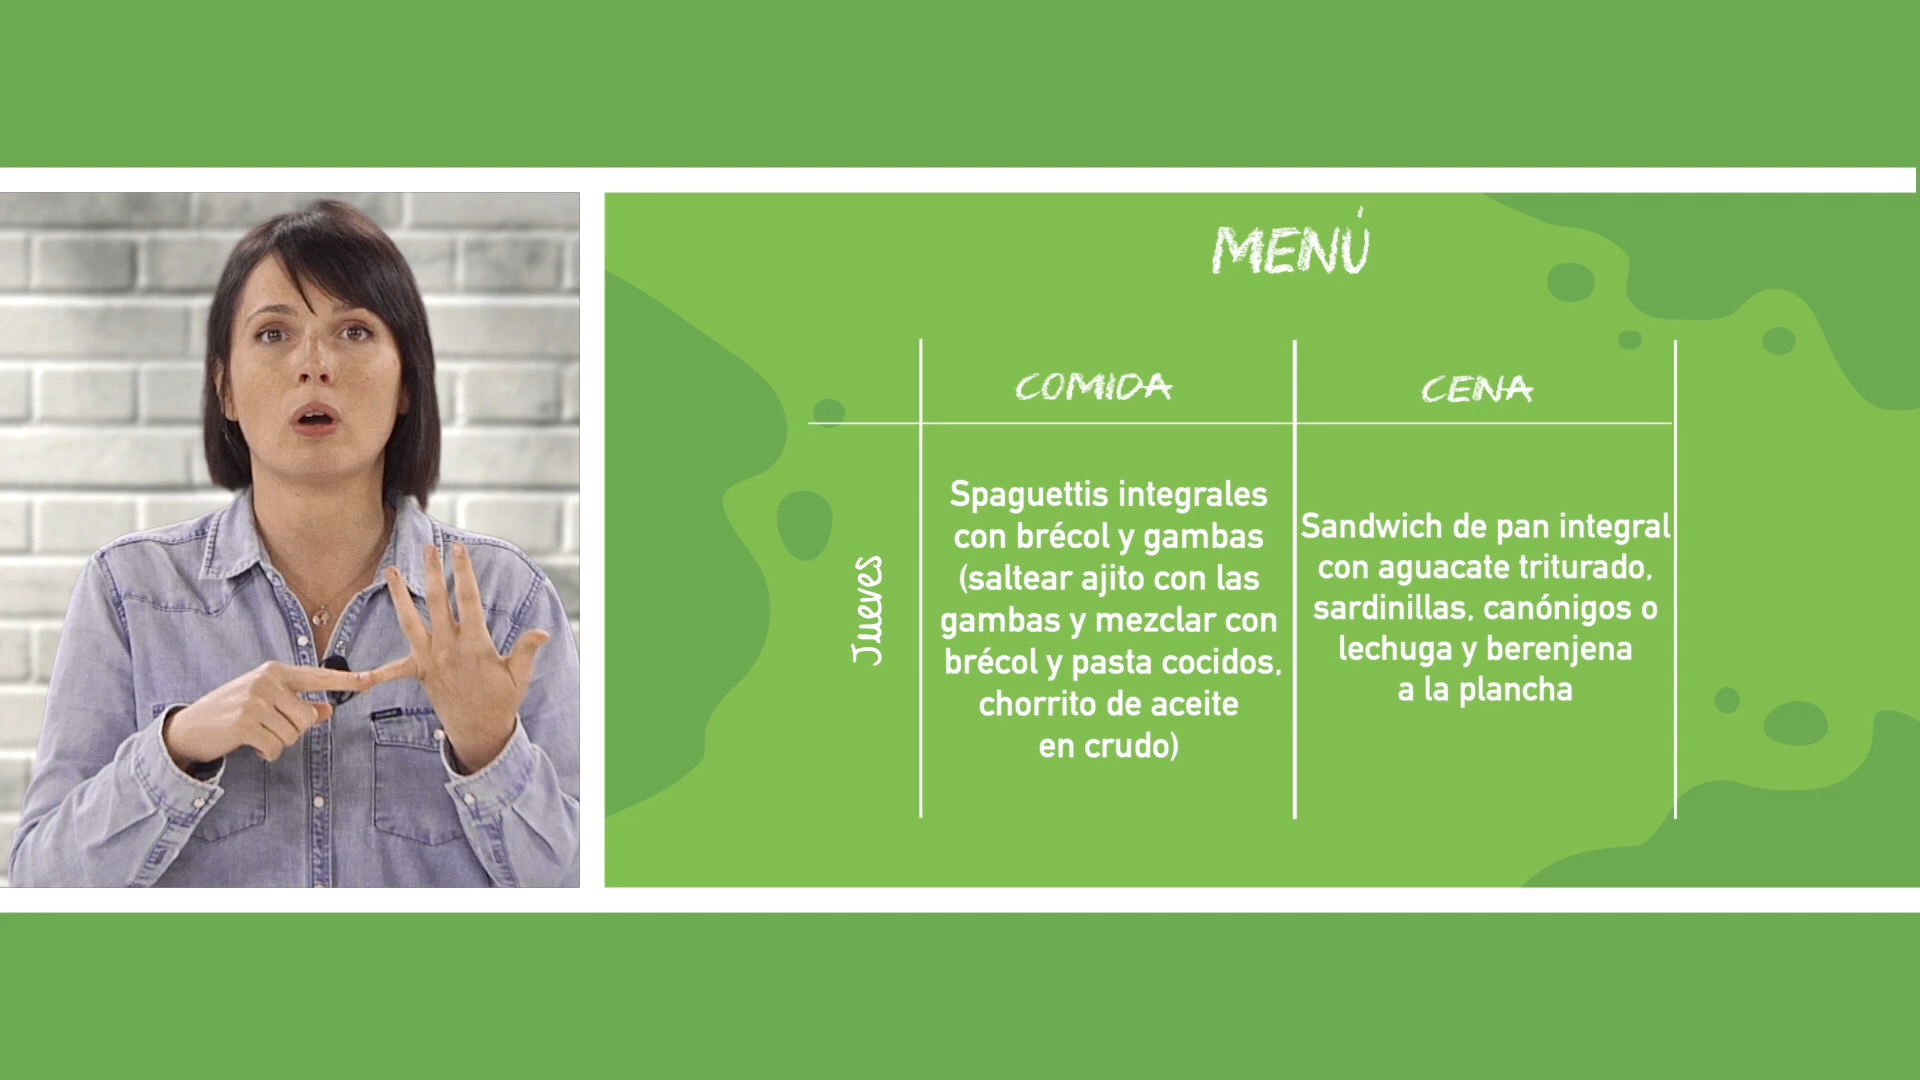 MENÚ
COMIDA
CENA
Jueves
Spaguettis integrales
con brécol y gambas
(saltear ajito con las
gambas y mezclar con
brécol y pasta cocidos,
chorrito de aceite
en crudo)
Sandwich de pan integral
con aguacate triturado,
sardinillas, canónigos o
lechuga y berenjena
a la plancha